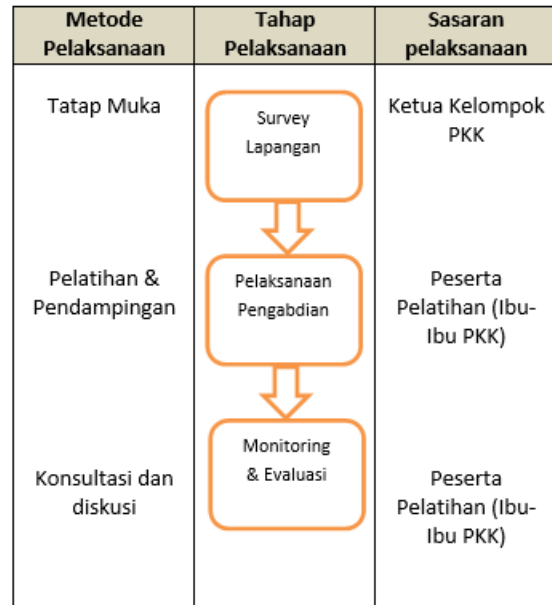 Metode
Pelaksanaan
Tahap
Pelaksanaan
Sasaran
pelaksanaan
Tatap Muka
Survey
Lapangan
Ketua Kelompok
PKK
Pelatihan &
Pendampingan
Pelaksanaan
Pengabdian
Peserta
Pelatihan (Ibu-
Ibu PKK)
Konsultasi dan
diskusi
Monitoring
& Evaluasi
Peserta
Pelatihan (Ibu-
Ibu PKK)